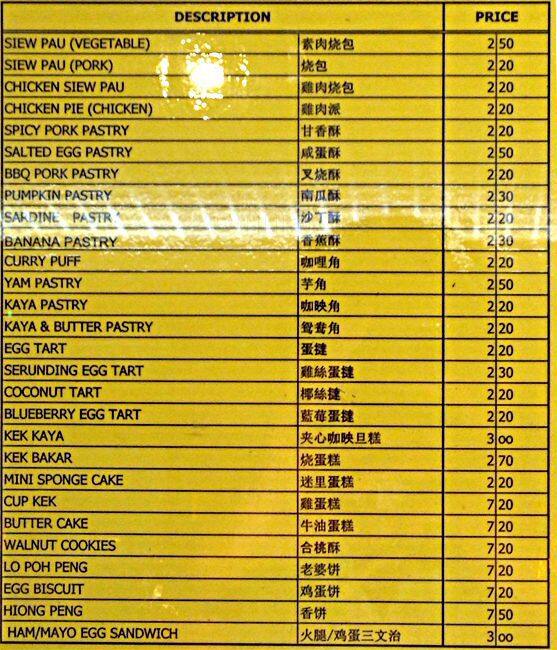 DESCRIPTION PRICE
SIEW PAU (VEGETABLE) 素肉烧包 2 50
SIEW PAU (PORK) 烧包 2 20
CHICKEN SIEW PAU 雞肉烧包 2 20
CHICKEN PIE (CHICKEN) 雞肉派 2 20
SPICY PORK PASTRY 甘香酥 2 20
SALTED EGG PASTRY 咸蛋酥 2 50
BBQ PORK PASTRY 叉烧酥 2 20
PUMPKIN PASTRY 南瓜酥 2 30
SARDINE PASTRY 沙丁酥 2 20
BANANA PASTRY 香蕉酥 2 30
CURRY PUFF 咖哩角 2 20
YAM PASTRY 芋角 2 50
KAYA PASTRY 咖映角 2 20
KAYA & BUTTER PASTRY 鸳鸯角 2 20
EGG TART 蛋撻 2 20
SERUNDING EGG TART 雞絲蛋撻 2 30
COCONUT TART 椰絲撻 2 20
BLUEBERRY EGG TART 藍莓蛋撻 2 20
KEK KAYA 夹心咖映旦糕 3 00
KEK BAKAR 烧蛋糕 2 70
MINI SPONGE CAKE 迷里蛋糕 2 20
CUP KEK 雞蛋糕 7 20
BUTTER CAKE 牛油蛋糕 7 20
WALNUT COOKIES 合桃酥 7 20
LO POH PENG 老婆饼 7 20
EGG BISCUIT 鸡蛋饼 7 20
HIONG PENG 香饼 7 50
HAM/MAYO EGG SANDWICH 火腿/鸡蛋三文治 3 00